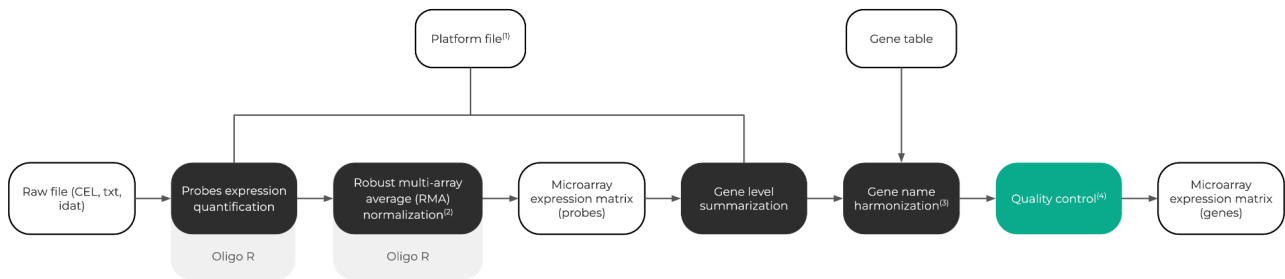 Platform file(1)
Gene table
Raw file (CEL, txt,
idat)
Probes expression
quantification
Oligo R
Robust multi-array
average (RMA)
normalization(2)
Oligo R
Microarray
expression matrix
(probes)
Gene level
summarization
Gene name
harmonization(3)
Quality control(4)
Microarray
expression matrix
(genes)